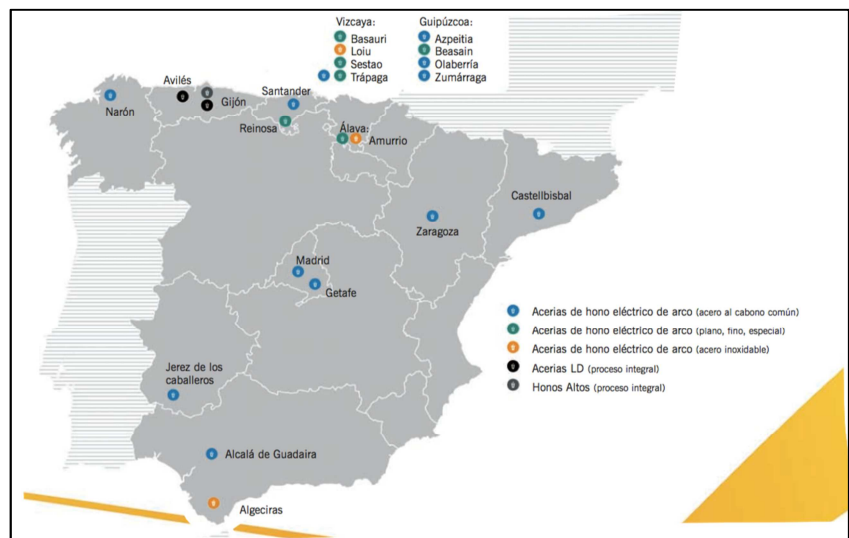 Vizcaya:
Basauri
Loiu
Sestao
Trápaga
Guipúzcoa:
Azpeitia
Beasain
Olaberría
Zumárraga
Avilés
Gijón
Narón
Santander
Reinosa
Álava:
Amurrio
Castellbisbal
Zaragoza
Madrid
Getafe
Jerez de los
caballeros
Alcalá de Guadaira
Algeciras
Acerias de hono eléctrico de arco (acero al cabono común)
Acerias de hono eléctrico de arco (piano, fino, especial)
Acerias de hono eléctrico de arco (acero inoxidable)
Acerias LD (proceso integral)
Honos Altos (proceso integral)